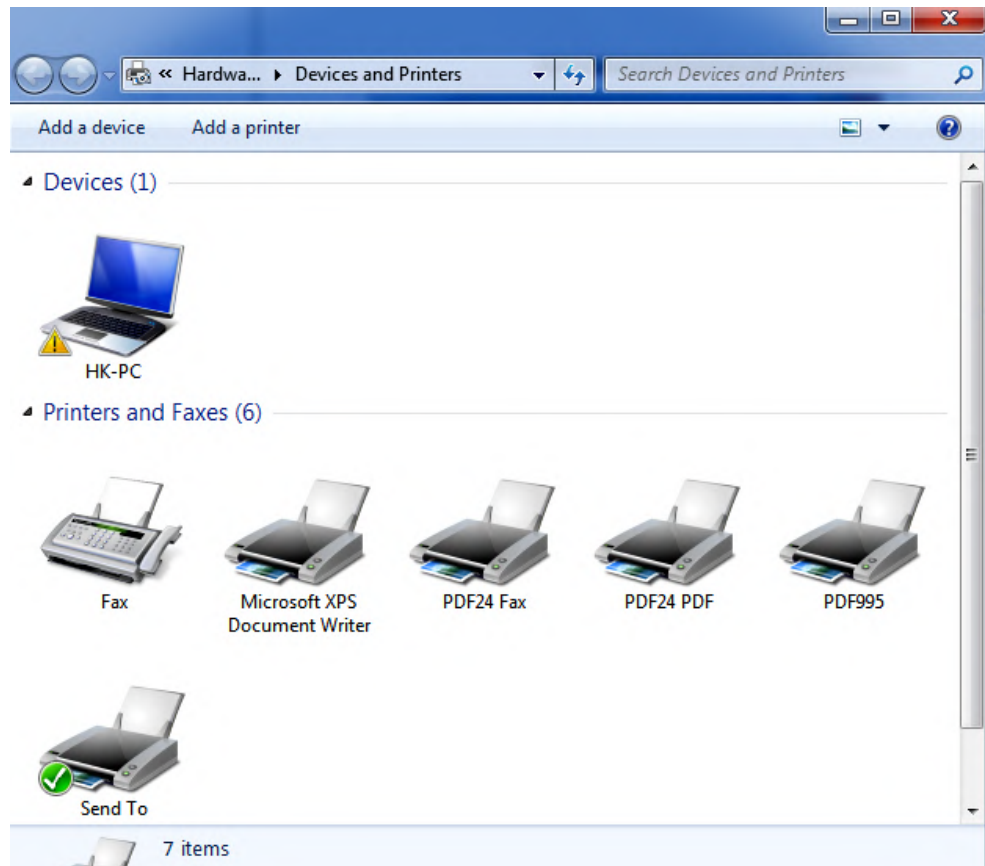 « Hardwa... ▸ Devices and Printers
Search Devices and Printers
Add a device Add a printer
Devices (1)
HK-PC
Printers and Faxes (6)
Fax
Microsoft XPS
Document Writer
PDF24 Fax
PDF24 PDF
PDF995
Send To
7 items